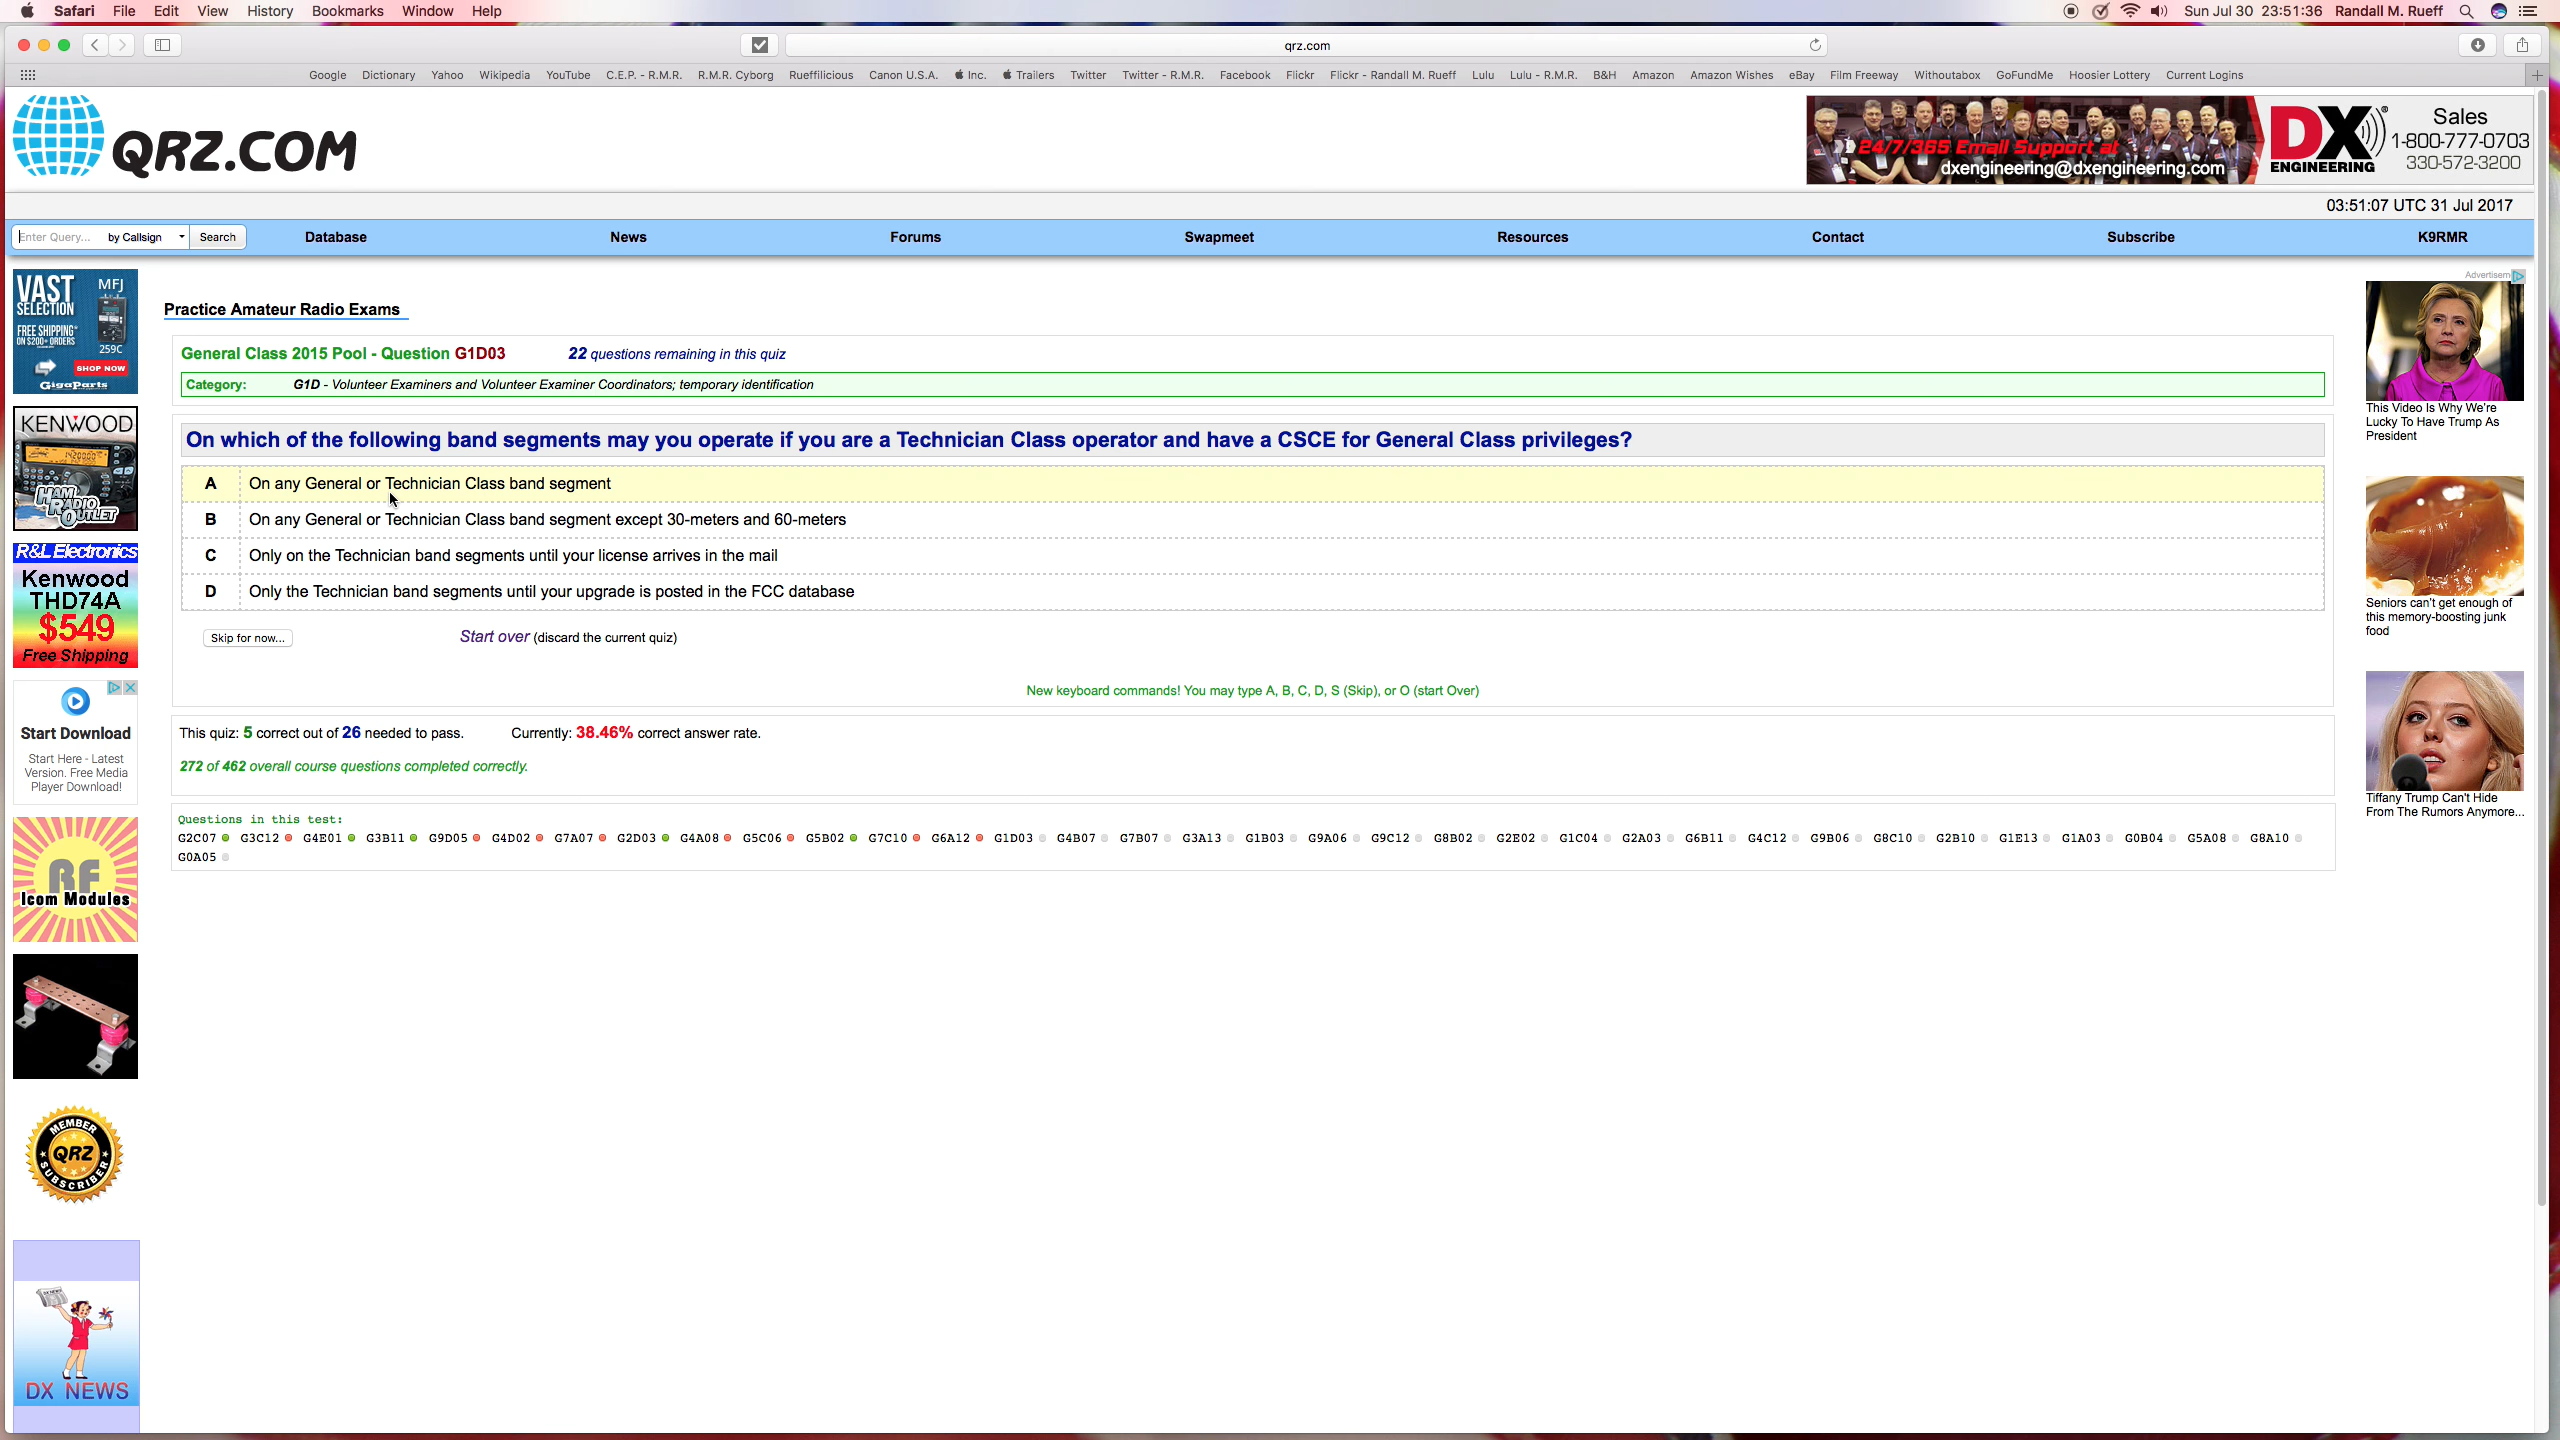 Safari File Edit View History Bookmarks Window Help
Sun Jul 30 23:51:36 Randall M. Rueff
qrz.com
Google Dictionary Yahoo Wikipedia YouTube C.E.P. - R.M.R. R.M.R. Cyborg Rueffilicious Canon U.S.A. Inc. Trailers Twitter Twitter - R.M.R. Facebook Flickr Flickr - Randall M. Rueff Lulu Lulu - R.M.R. B&H Amazon Amazon Wishes eBay Film Freeway Withoutabox GoFundMe Hoosier Lottery Current Logins
QRZ.COM
24/7/365 Email Support at
dxengineering@dxengineering.com
DX ENGINEERING
Sales
1-800-777-0703
330-572-3200
03:51:07 UTC 31 Jul 2017
Enter Query... by Callsign Search Database News Forums Swapmeet Resources Contact Subscribe K9RMR
VAST SELECTION
MFJ
FREE SHIPPING*
ON $200+ ORDERS
259C
SHOP NOW
GigaParts
KENWOOD
HAM RADIO OUTLET
R&L Electronics
Kenwood
THD74A
$549
Free Shipping
Start Download
Start Here - Latest
Version. Free Media
Player Download!
RF
Icom Modules
MEMBER
QRZ
SUBSCRIBER
DX NEWS
Practice Amateur Radio Exams
General Class 2015 Pool - Question G1D03 22 questions remaining in this quiz
Category: G1D - Volunteer Examiners and Volunteer Examiner Coordinators; temporary identification
On which of the following band segments may you operate if you are a Technician Class operator and have a CSCE for General Class privileges?
A On any General or Technician Class band segment
B On any General or Technician Class band segment except 30-meters and 60-meters
C Only on the Technician band segments until your license arrives in the mail
D Only the Technician band segments until your upgrade is posted in the FCC database
Skip for now... Start over (discard the current quiz)
New keyboard commands! You may type A, B, C, D, S (Skip), or O (start Over)
This quiz: 5 correct out of 26 needed to pass. Currently: 38.46% correct answer rate.
272 of 462 overall course questions completed correctly.
Questions in this test:
G2C07 G3C12 G4E01 G3B11 G9D05 G4D02 G7A07 G2D03 G4A08 G5C06 G5B02 G7C10 G6A12 G1D03 G4B07 G7B07 G3A13 G1B03 G9A06 G9C12 G8B02 G2E02 G1C04 G2A03 G6B11 G4C12 G9B06 G8C10 G2B10 G1E13 G1A03 G0B04 G5A08 G8A10
G0A05
Advertisem
This Video Is Why We're
Lucky To Have Trump As
President
Seniors can't get enough of
this memory-boosting junk
food
Tiffany Trump Can't Hide
From The Rumors Anymore...